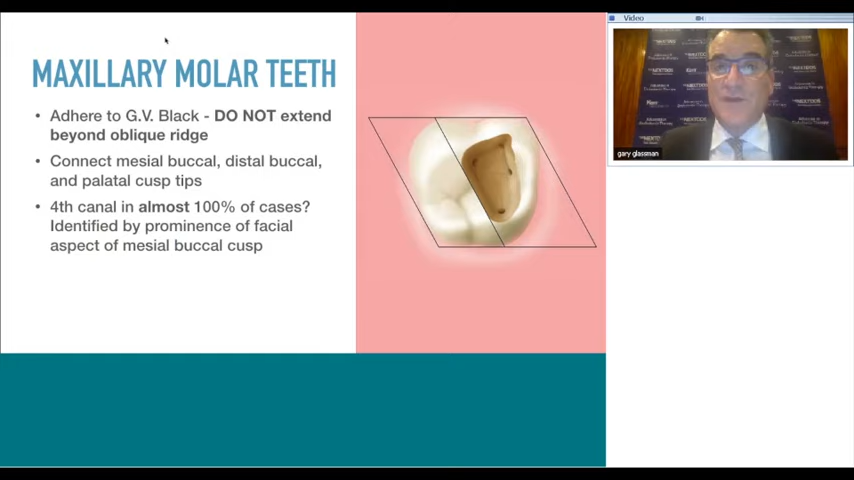 Video
MAXILLARY MOLAR TEETH
• Adhere to G.V. Black - DO NOT extend
beyond oblique ridge
• Connect mesial buccal, distal buccal,
and palatal cusp tips
• 4th canal in almost 100% of cases?
Identified by prominence of facial
aspect of mesial buccal cusp
gary glassman